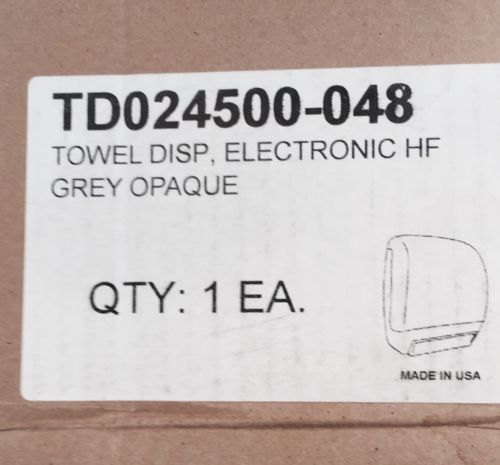 TD024500-048
TOWEL DISP, ELECTRONIC HF
GREY OPAQUE
QTY: 1 EA.
MADE IN USA